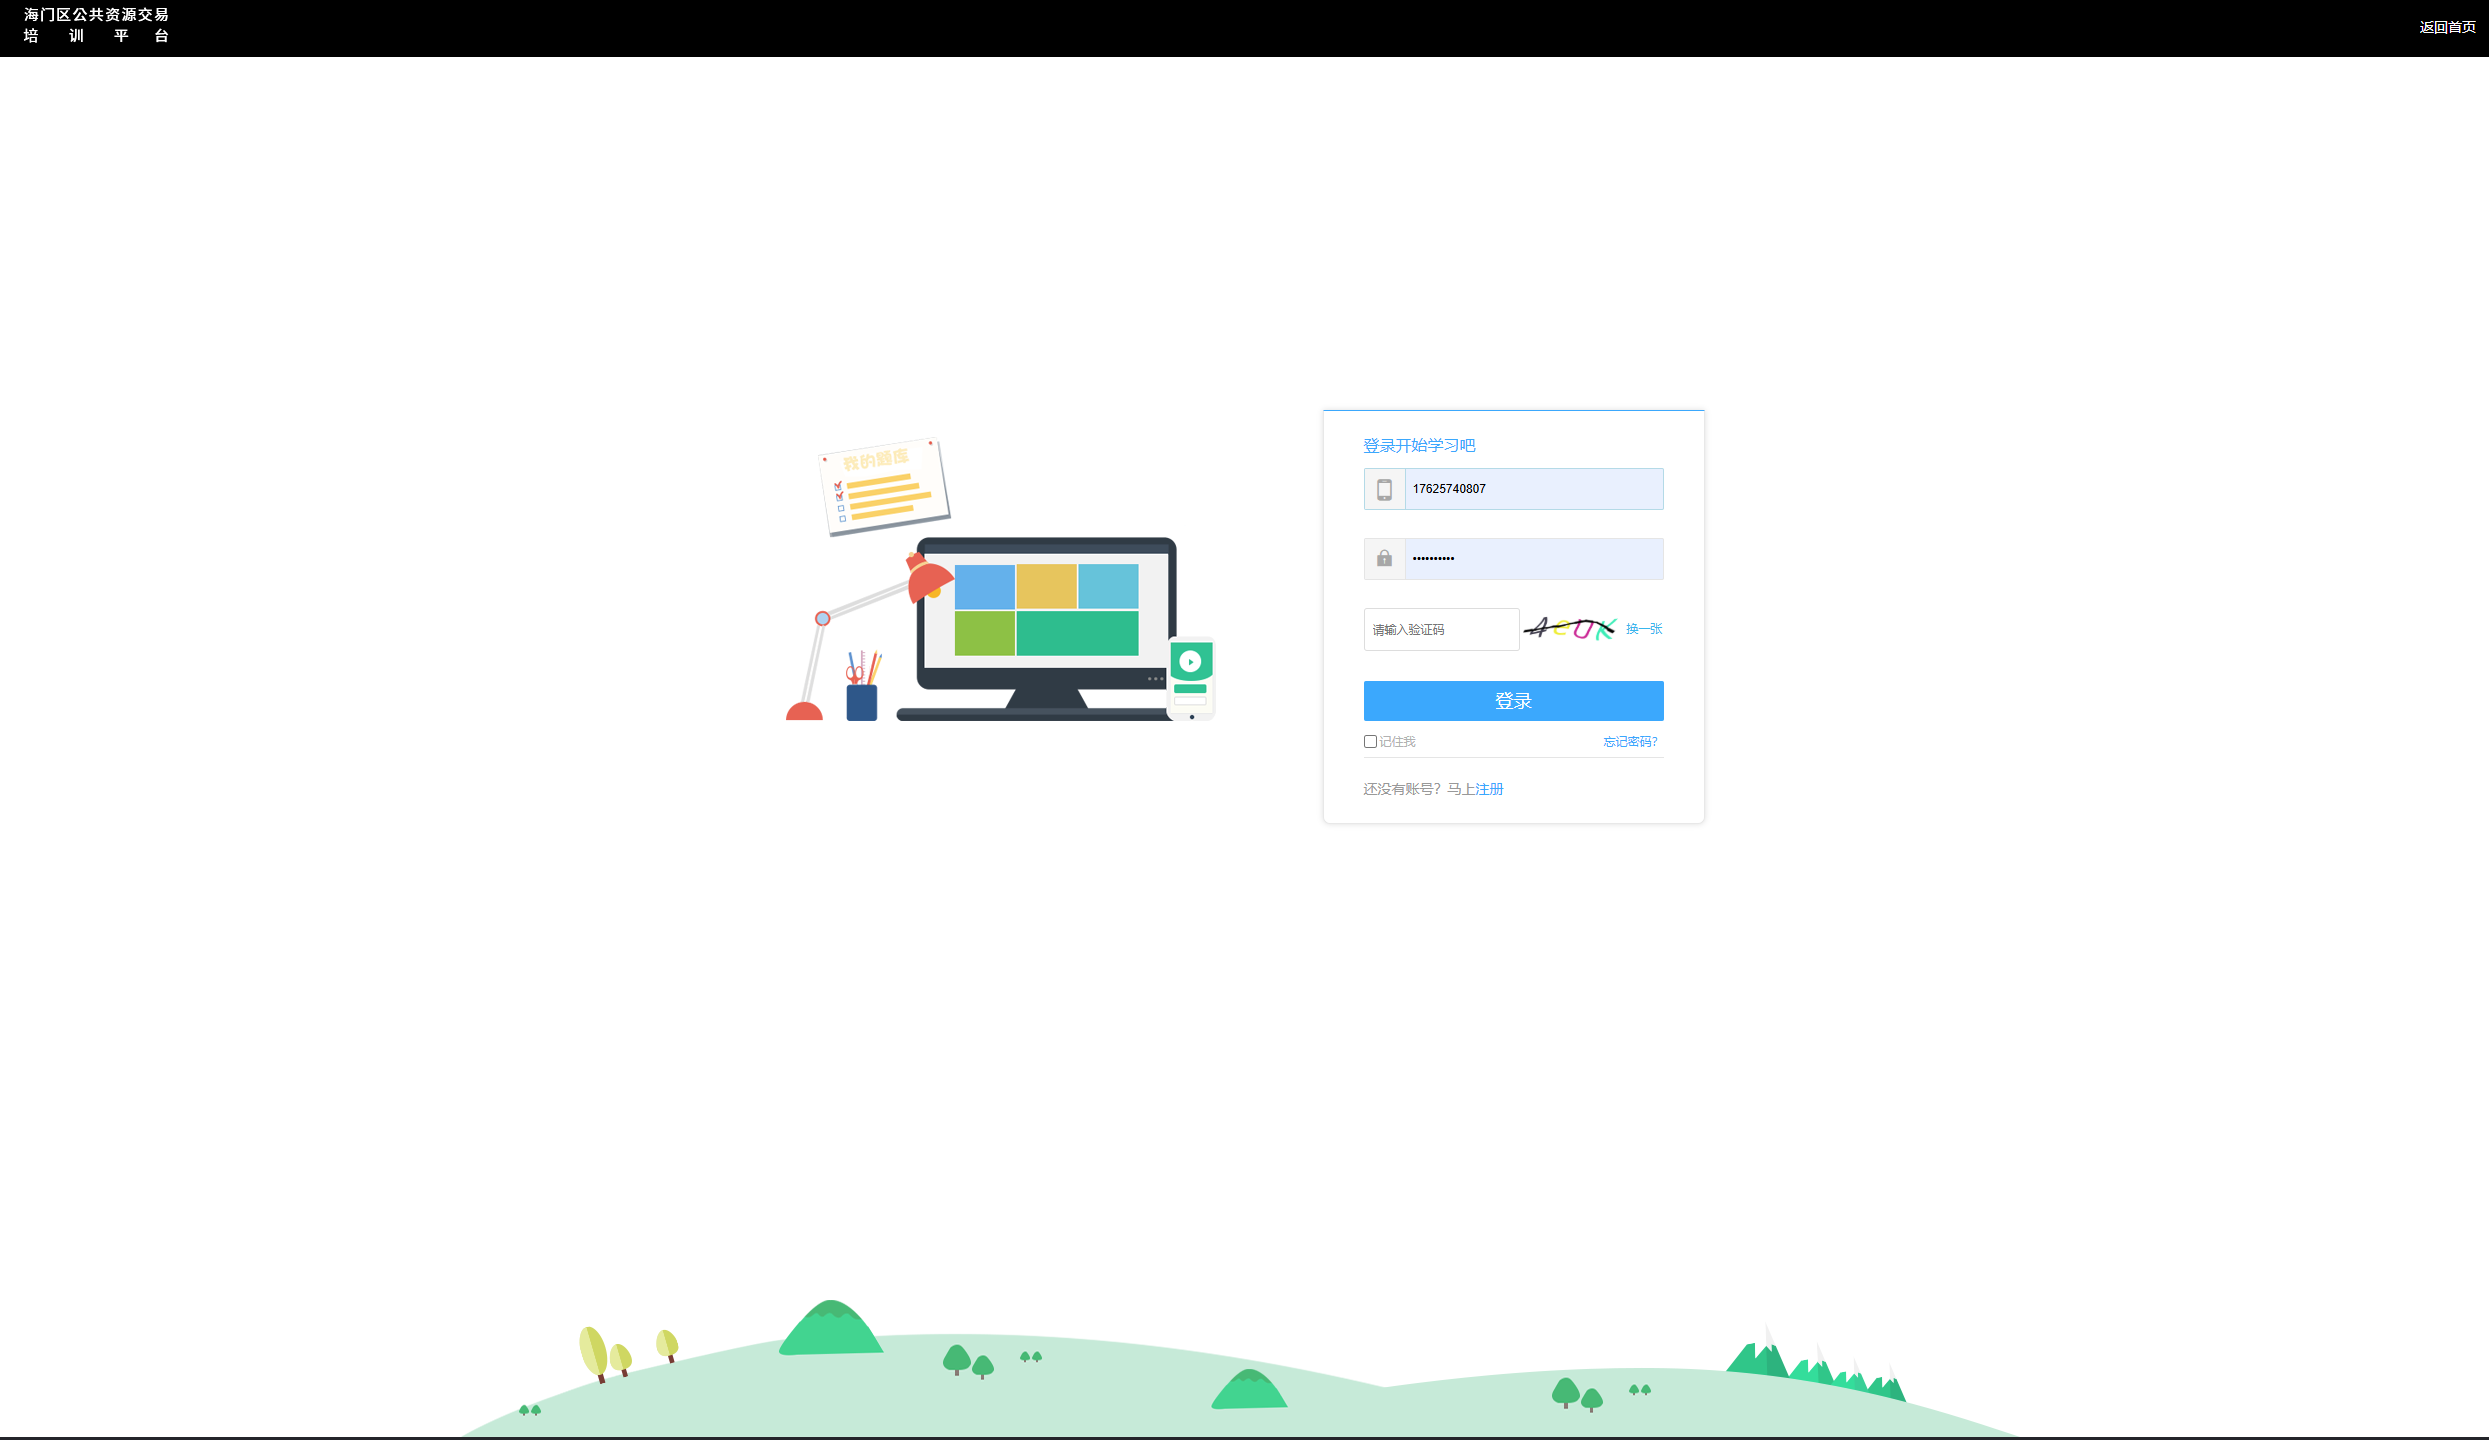 海门区公共资源交易
培训平台
返回首页
我的题库
登录开始学习吧
17625740807
••••••••••
请输入验证码
换一张
登录
记住我
忘记密码?
还没有账号？马上注册